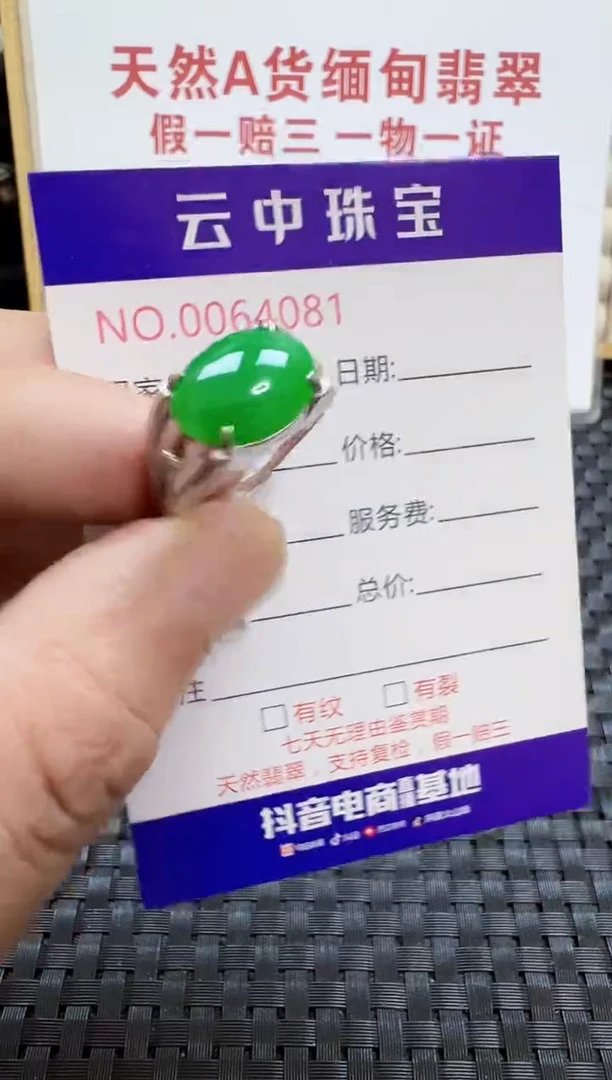 天然A货缅甸翡翠
假一赔三 一物一证
云中珠宝
NO.0064081
日期:
价格:
服务费:
总价:
注
有纹 有裂
七天无理由鉴赏期
天然翡翠，支持复检，假一赔三
抖音电商直播基地